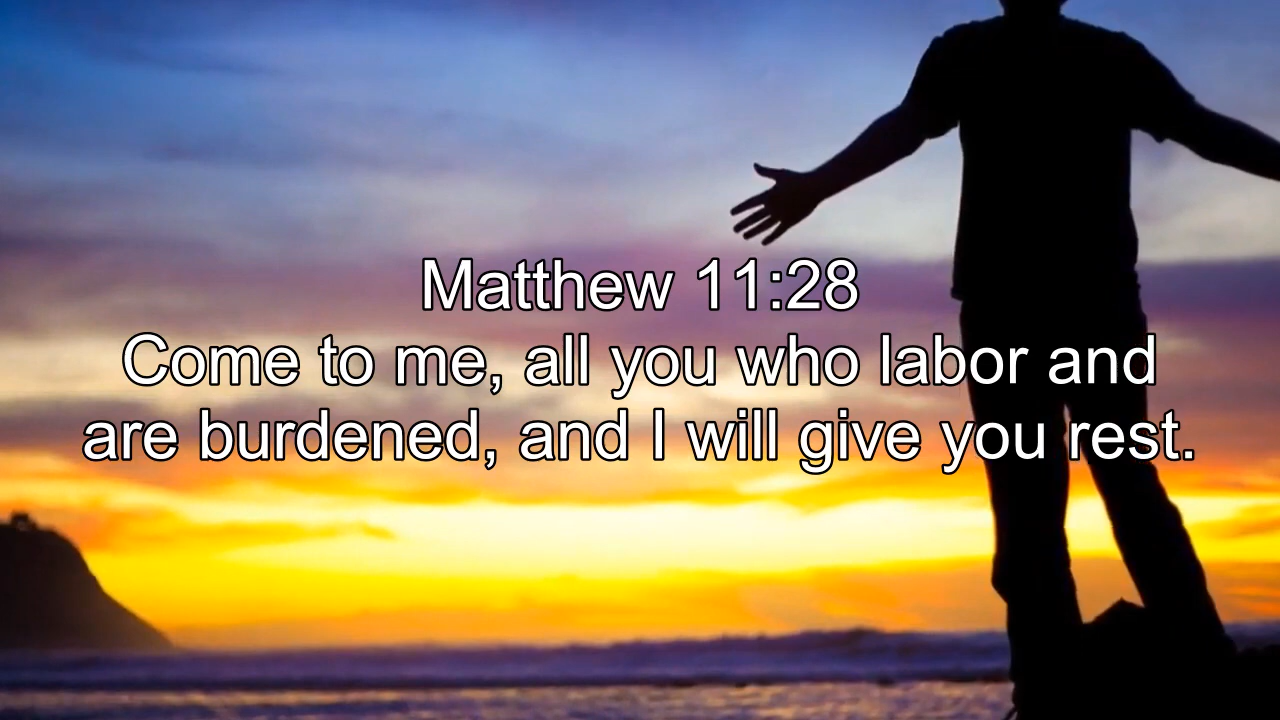 Matthew 11:28
Come to me, all you who labor and
are burdened, and I will give you rest.